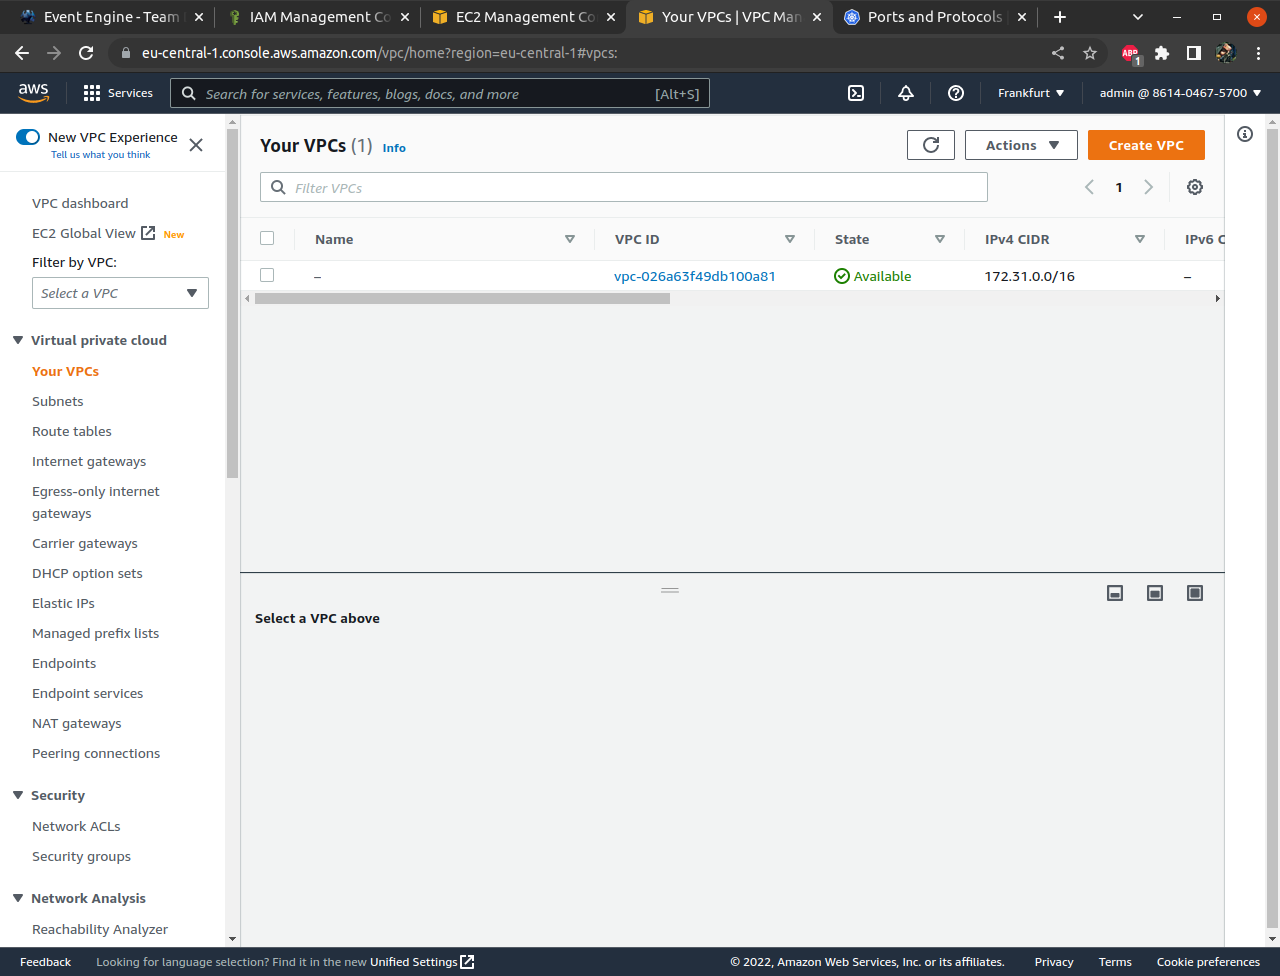 Event Engine - Team
IAM Management Co
EC2 Management Co
Your VPCs | VPC Man
Ports and Protocols
eu-central-1.console.aws.amazon.com/vpc/home?region=eu-central-1#vpcs:
ABP
1
aws
Services
Search for services, features, blogs, docs, and more
[Alt+S]
Frankfurt
admin @ 8614-0467-5700
New VPC Experience
Tell us what you think
VPC dashboard
EC2 Global View
New
Filter by VPC:
Select a VPC
Virtual private cloud
Your VPCs
Subnets
Route tables
Internet gateways
Egress-only internet
gateways
Carrier gateways
DHCP option sets
Elastic IPs
Managed prefix lists
Endpoints
Endpoint services
NAT gateways
Peering connections
Security
Network ACLs
Security groups
Network Analysis
Reachability Analyzer
Your VPCs (1) Info
Actions
Create VPC
Filter VPCs
1
Name
VPC ID
State
IPv4 CIDR
IPv6 C
–
vpc-026a63f49db100a81
Available
172.31.0.0/16
–
Select a VPC above
Feedback
Looking for language selection? Find it in the new Unified Settings
© 2022, Amazon Web Services, Inc. or its affiliates.
Privacy
Terms
Cookie preferences